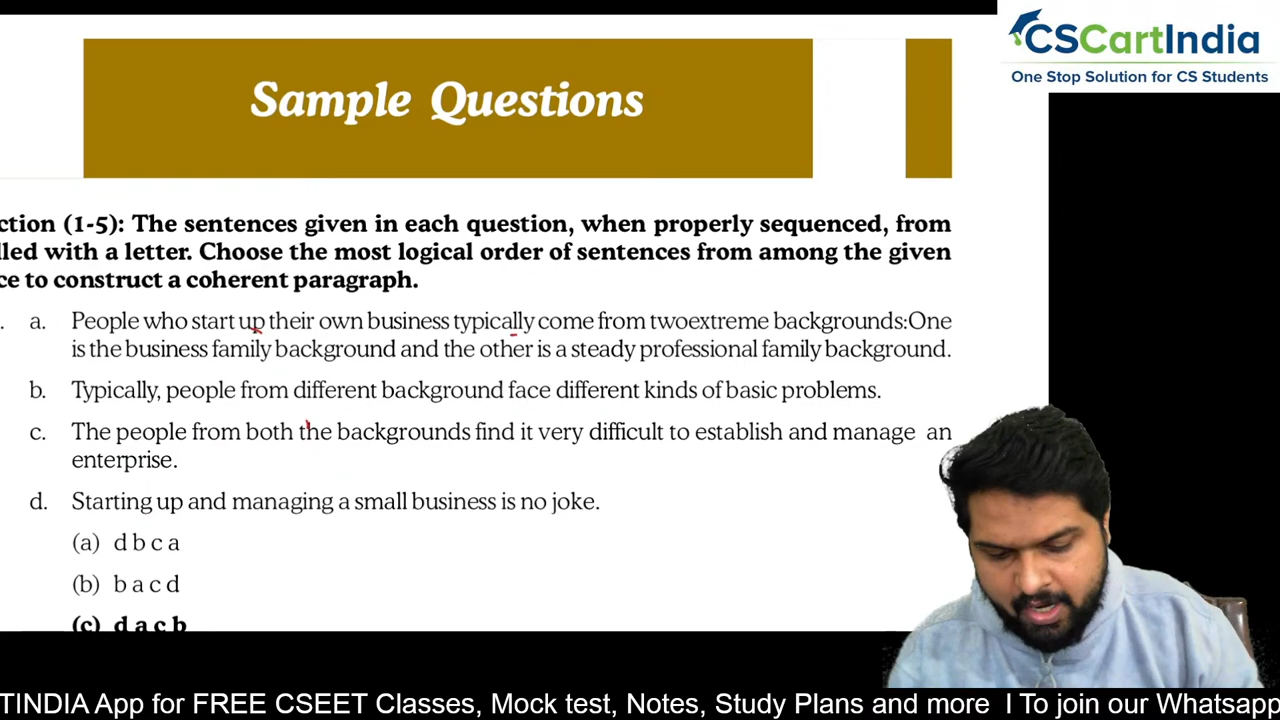 CSCartIndia
One Stop Solution for CS Students
Sample Questions
ction (1-5): The sentences given in each question, when properly sequenced, from
lled with a letter. Choose the most logical order of sentences from among the given
ce to construct a coherent paragraph.
. a. People who start up their own business typically come from twoextreme backgrounds:One
is the business family background and the other is a steady professional family background.
b. Typically, people from different background face different kinds of basic problems.
c. The people from both the backgrounds find it very difficult to establish and manage an
enterprise.
d. Starting up and managing a small business is no joke.
(a) d b c a
(b) b a c d
(c) d a c b
TINDIA App for FREE CSEET Classes, Mock test, Notes, Study Plans and more I To join our Whatsapp